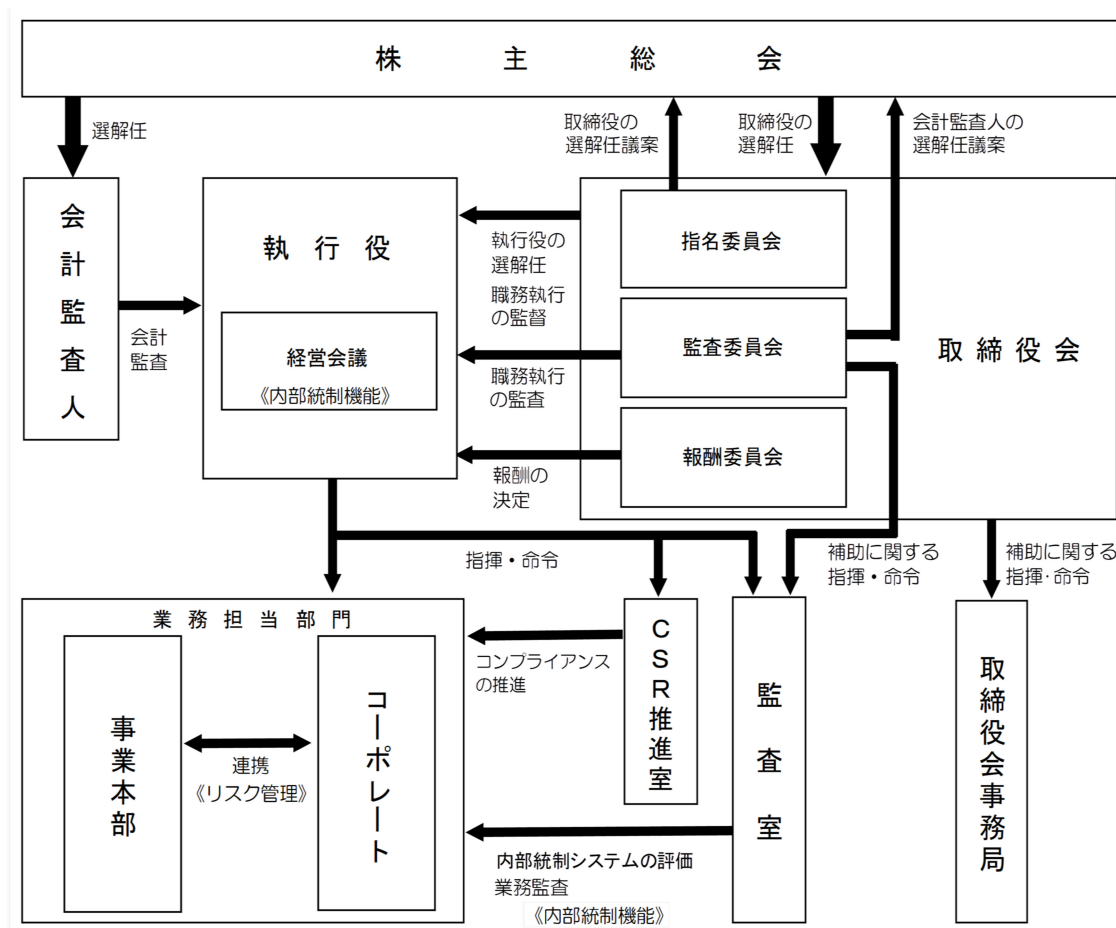 株主総会
選解任
取締役の
選解任議案
取締役の
選解任
会計監査人の
選解任議案
会計監査人
会計
監査
執行役
経営会議
《内部統制機能》
執行役の
選解任
職務執行
の監督
職務執行
の監査
報酬の
決定
指名委員会
監査委員会
報酬委員会
取締役会
指揮・命令
補助に関する
指揮・命令
補助に関する
指揮・命令
業務担当部門
事業本部
連携
《リスク管理》
コーポレート
コンプライアンス
の推進
CSR推進室
監査室
取締役会事務局
内部統制システムの評価
業務監査
《内部統制機能》